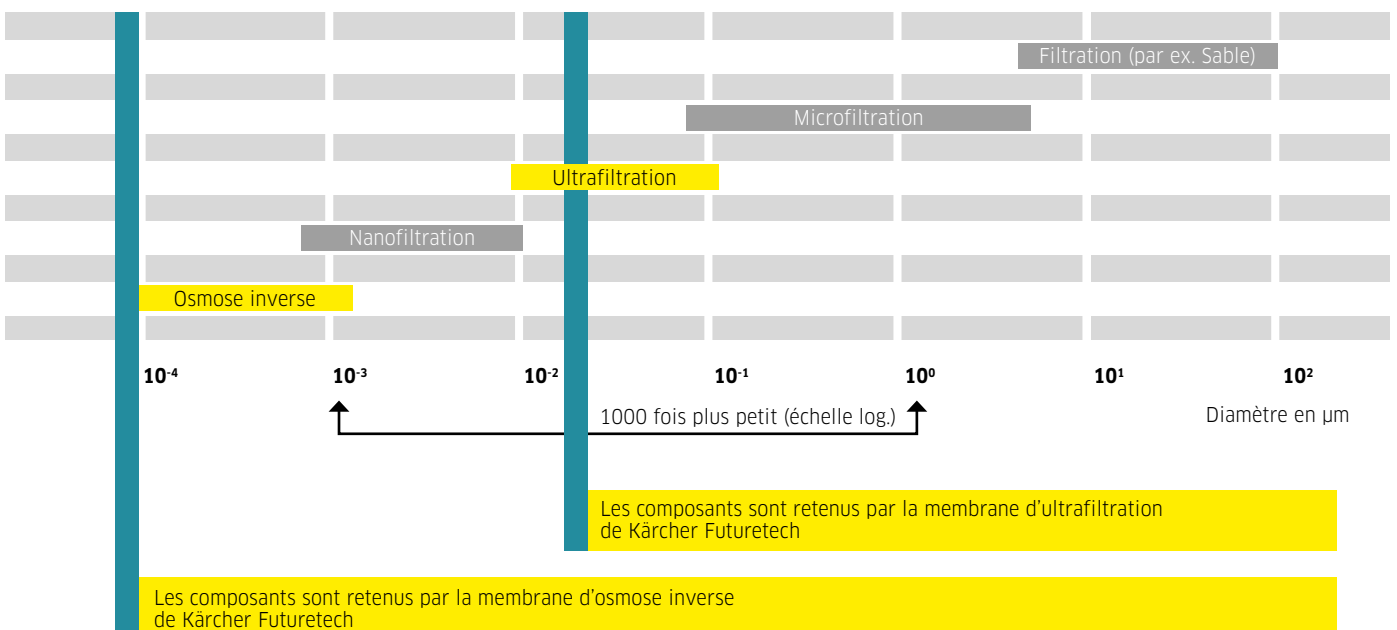 Filtration (par ex. Sable)
Microfiltration
Ultrafiltration
Nanofiltration
Osmose inverse
10⁻⁴ 10⁻³ 10⁻² 10⁻¹ 10⁰ 10¹ 10²
1000 fois plus petit (échelle log.) Diamètre en µm
Les composants sont retenus par la membrane d'ultrafiltration
de Kärcher Futuretech
Les composants sont retenus par la membrane d'osmose inverse
de Kärcher Futuretech